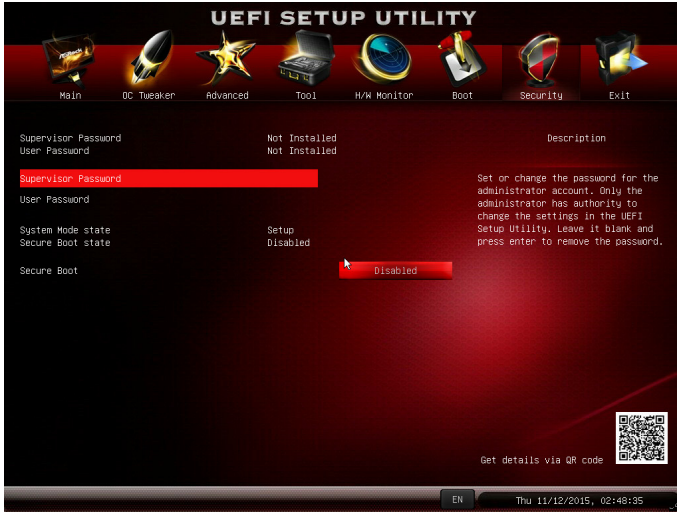 UEFI SETUP UTILITY
ASRock
Main OC Tweaker Advanced Tool H/W Monitor Boot Security Exit
Supervisor Password Not Installed
User Password Not Installed
Description
Supervisor Password
User Password
Set or change the password for the
administrator account. Only the
administrator has authority to
change the settings in the UEFI
Setup Utility. Leave it blank and
press enter to remove the password.
System Mode state Setup
Secure Boot state Disabled
Secure Boot Disabled
Get details via QR code
EN Thu 11/12/2015, 02:48:35